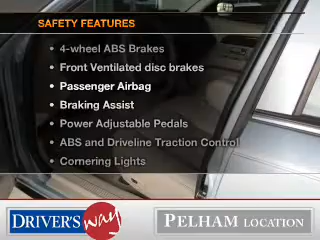 SAFETY FEATURES
• 4-wheel ABS Brakes
• Front Ventilated disc brakes
• Passenger Airbag
• Braking Assist
• Power Adjustable Pedals
• ABS and Driveline Traction Control
• Cornering Lights
DRIVER'S way
PELHAM LOCATION